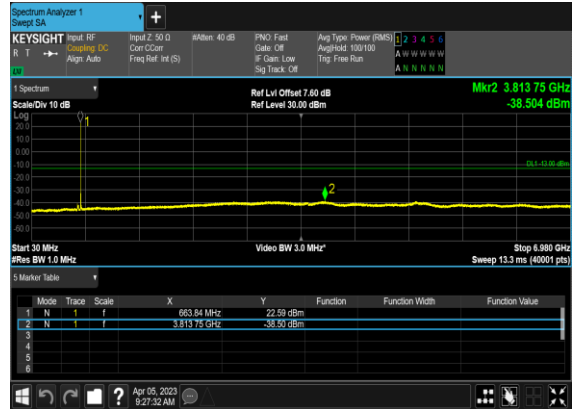 Spectrum Analyzer 1
Swept SA
+
KEYSIGHT Input: RF Input Z: 50 Ω #Atten: 40 dB PNO: Fast Avg Type: Power (RMS) 1 2 3 4 5 6
R T Coupling: DC Corr CCorr Gate: Off Avg|Hold: 100/100 A W W W W W
Align: Auto Freq Ref: Int (S) IF Gain: Low Trig: Free Run
Sig Track: Off A N N N N N
1 Spectrum Ref Lvl Offset 7.60 dB Mkr2 3.813 75 GHz
Scale/Div 10 dB Ref Level 30.00 dBm -38.504 dBm
Log
20.0 1
10.0
0.00
-10.0 DL1 -13.00 dBm
-20.0
-30.0 2
-40.0
-50.0
-60.0
Start 30 MHz Video BW 3.0 MHz* Stop 6.980 GHz
#Res BW 1.0 MHz Sweep 13.3 ms (40001 pts)
5 Marker Table
Mode Trace Scale X Y Function Function Width Function Value
1 N 1 f 663.84 MHz 22.59 dBm
2 N 1 f 3.813 75 GHz -38.50 dBm
3
4
5
6
? Apr 05, 2023
9:27:32 AM